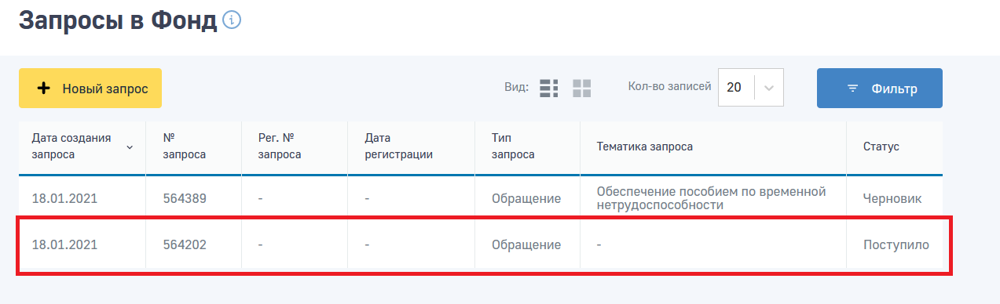 Запросы в Фонд
Новый запрос
Вид:
Кол-во записей
20
Фильтр
Дата создания запроса
№ запроса
Рег. № запроса
Дата регистрации
Тип запроса
Тематика запроса
Статус
18.01.2021
564389
-
-
Обращение
Обеспечение пособием по временной
нетрудоспособности
Черновик
18.01.2021
564202
-
-
Обращение
-
Поступило